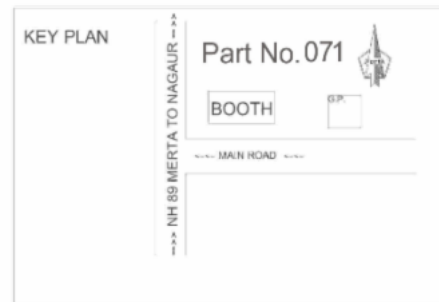 KEY PLAN
Part No. 071
BOOTH
G.P.
MAIN ROAD
NH 89 MERTA TO NAGAUR